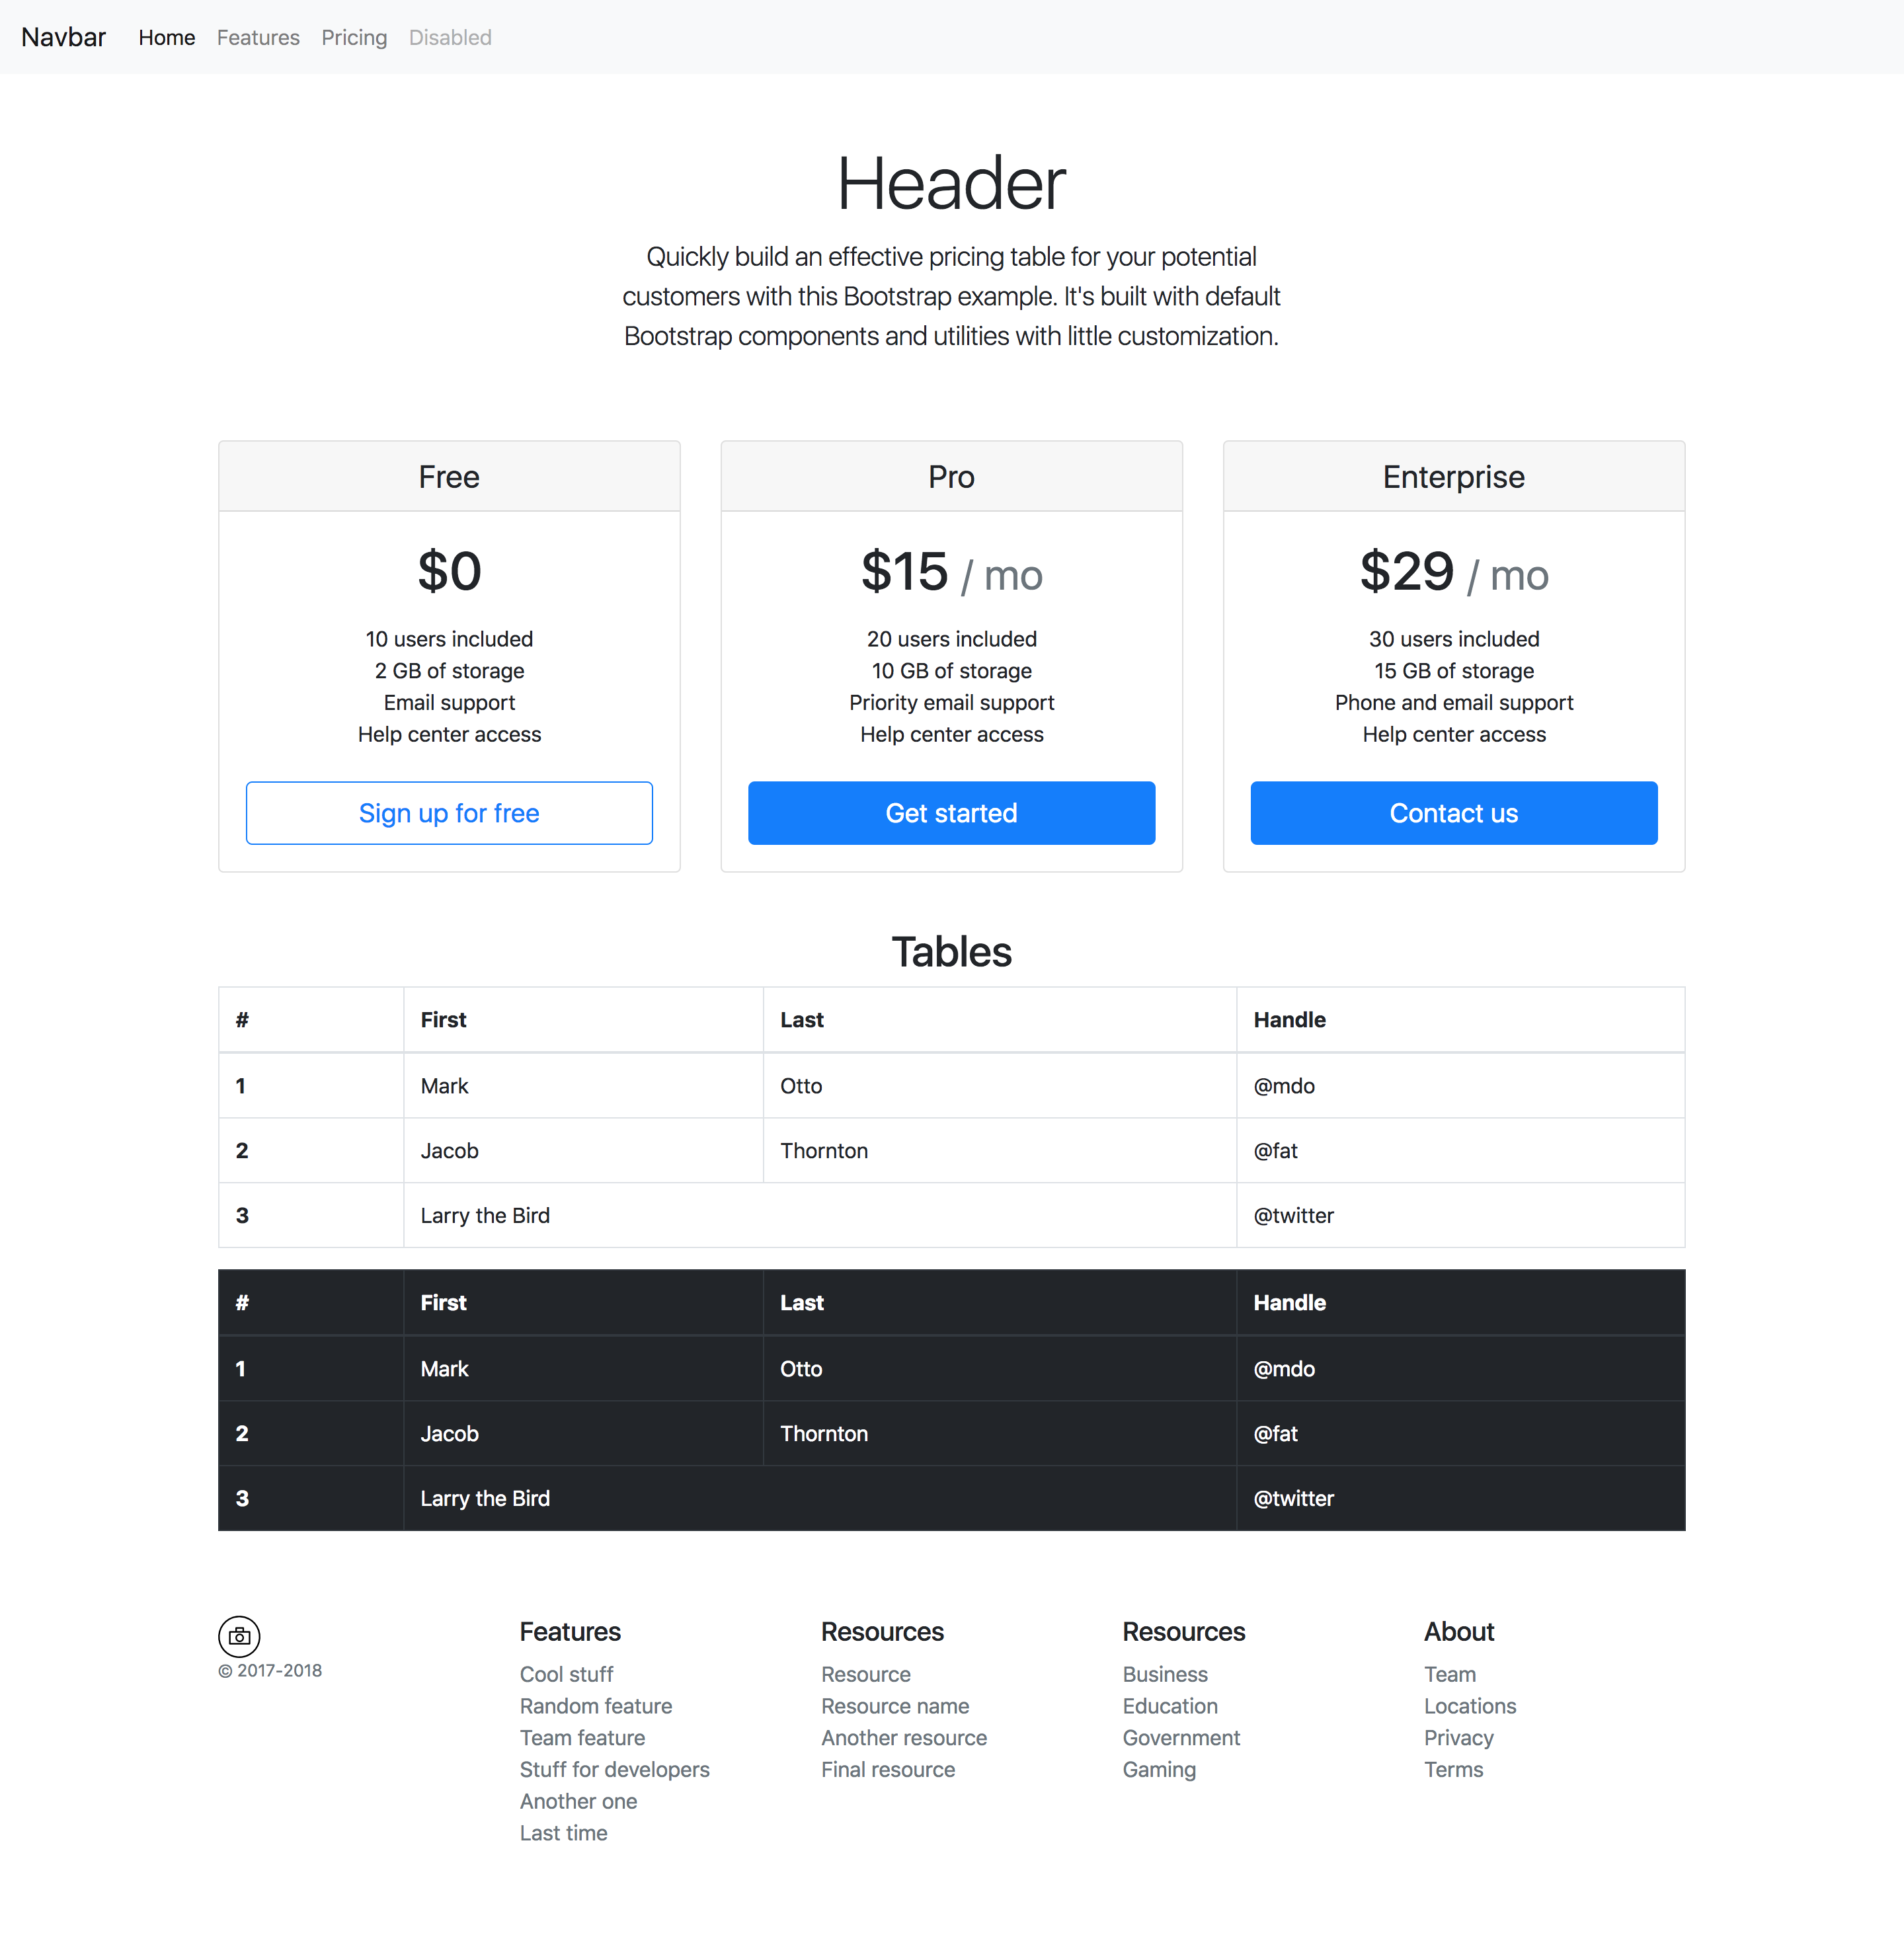 Navbar Home Features Pricing Disabled
Header
Quickly build an effective pricing table for your potential
customers with this Bootstrap example. It's built with default
Bootstrap components and utilities with little customization.
Free
$0
10 users included
2 GB of storage
Email support
Help center access
Sign up for free
Pro
$15 / mo
20 users included
10 GB of storage
Priority email support
Help center access
Get started
Enterprise
$29 / mo
30 users included
15 GB of storage
Phone and email support
Help center access
Contact us
Tables
# First Last Handle
1 Mark Otto @mdo
2 Jacob Thornton @fat
3 Larry the Bird @twitter
# First Last Handle
1 Mark Otto @mdo
2 Jacob Thornton @fat
3 Larry the Bird @twitter
© 2017-2018
Features
Cool stuff
Random feature
Team feature
Stuff for developers
Another one
Last time
Resources
Resource
Resource name
Another resource
Final resource
Resources
Business
Education
Government
Gaming
About
Team
Locations
Privacy
Terms